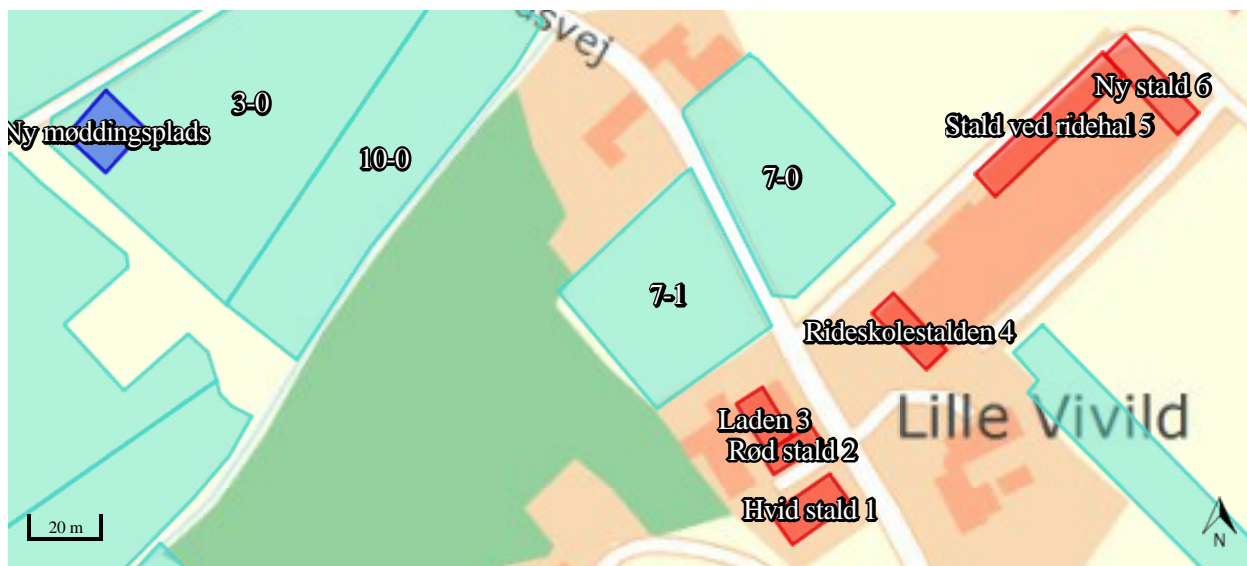 Ny stald 6
3-0
Stald ved ridehal 5
Ny møddingsplads
10-0
7-0
7-1
Rideskolestalden 4
Lille Vivild
Laden 3
Rød stald 2
Hvid stald 1
20 m
N